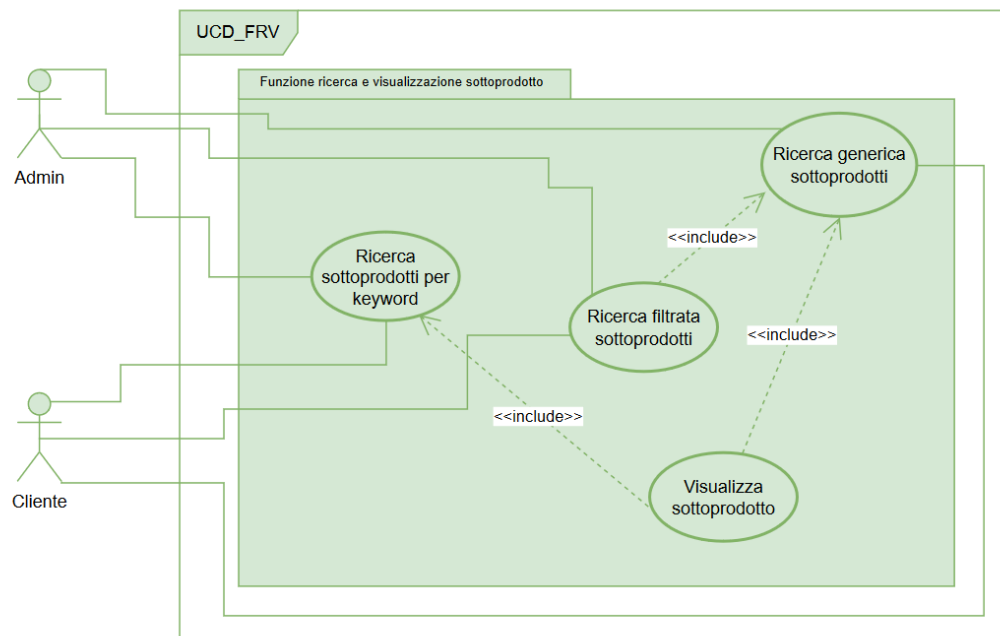 UCD_FRV
Funzione ricerca e visualizzazione sottoprodotto
Admin
Ricerca generica
sottoprodotti
<<include>>
Ricerca
sottoprodotti per
keyword
Ricerca filtrata
sottoprodotti
<<include>>
<<include>>
Cliente
Visualizza
sottoprodotto